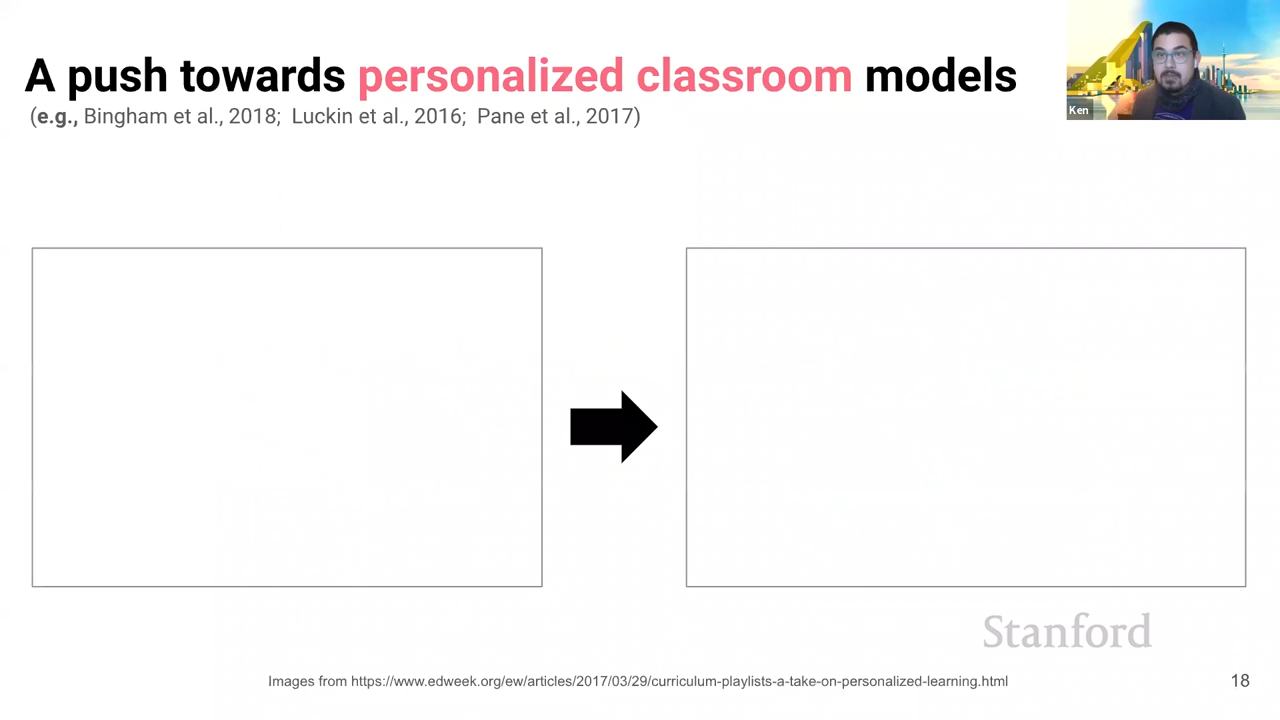 A push towards personalized classroom models
(e.g., Bingham et al., 2018;  Luckin et al., 2016;  Pane et al., 2017)
Ken
Stanford
Images from https://www.edweek.org/ew/articles/2017/03/29/curriculum-playlists-a-take-on-personalized-learning.html
18